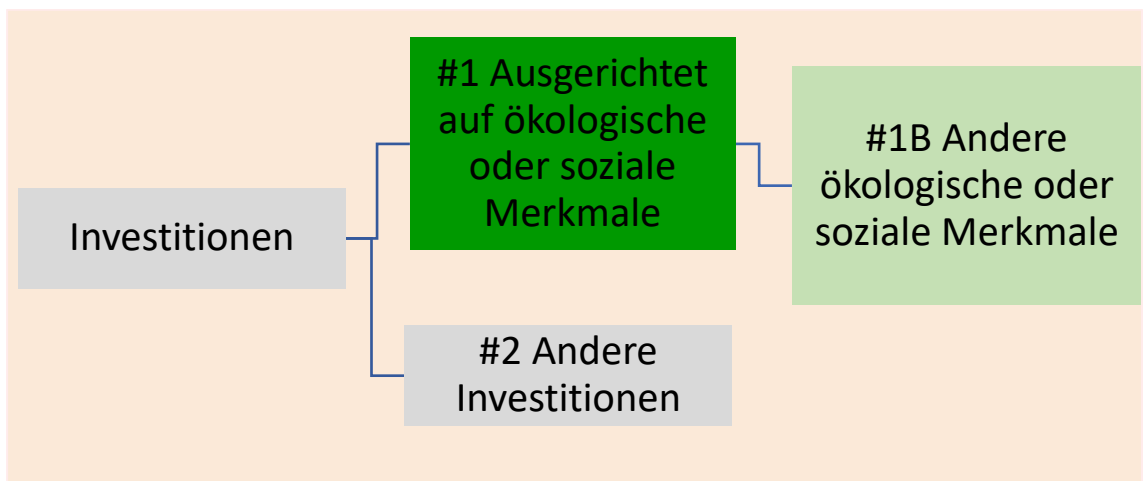 Investitionen
#1 Ausgerichtet
auf ökologische
oder soziale
Merkmale
#1B Andere
ökologische oder
soziale Merkmale
#2 Andere
Investitionen